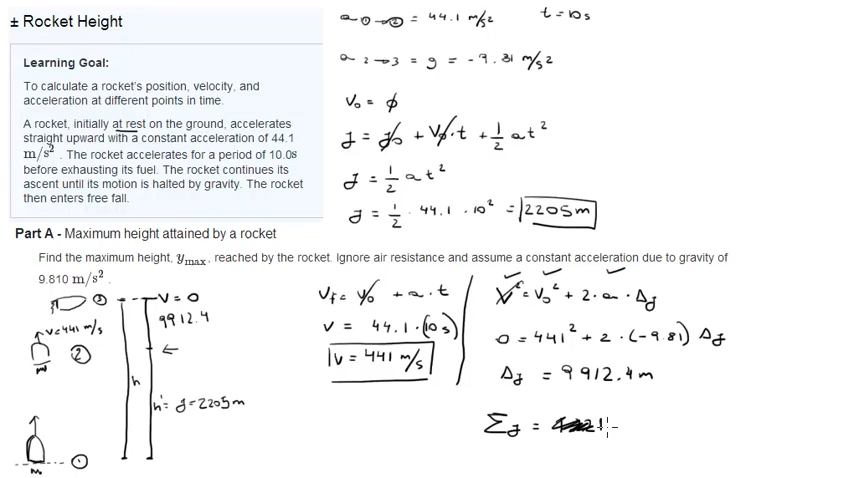 ± Rocket Height
Learning Goal:
To calculate a rocket's position, velocity, and
acceleration at different points in time.
A rocket, initially at rest on the ground, accelerates
straight upward with a constant acceleration of 44.1
m/s². The rocket accelerates for a period of 10.0s
before exhausting its fuel. The rocket continues its
ascent until its motion is halted by gravity. The rocket
then enters free fall.
a ①→② = 44.1 m/s² t = 10s
a 2→3 = g = -9.81 m/s²
V₀ = ϕ
y = y₀ + V₀·t + 1/2 at²
y = 1/2 at²
y = 1/2 · 44.1 · 10² = 2205m
Part A - Maximum height attained by a rocket
Find the maximum height, yₘₐₓ, reached by the rocket. Ignore air resistance and assume a constant acceleration due to gravity of
9.810 m/s².
③ V = 0
9912.4
V=441 m/s
②
h
h' = y = 2205m
①
Vf = V₀ + a·t
V = 44.1·(10s)
V = 441 m/s
Vf² = V₀² + 2·a·Δy
0 = 441² + 2·(-9.81) Δy
Δy = 9912.4m
Σy =